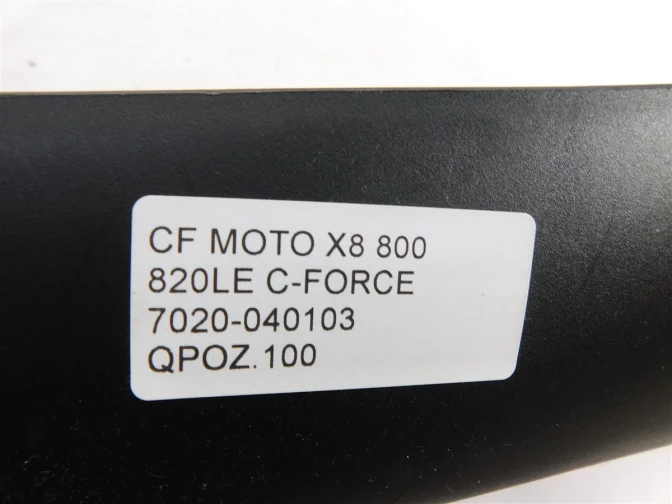 CF MOTO X8 800
820LE C-FORCE
7020-040103
QPOZ.100